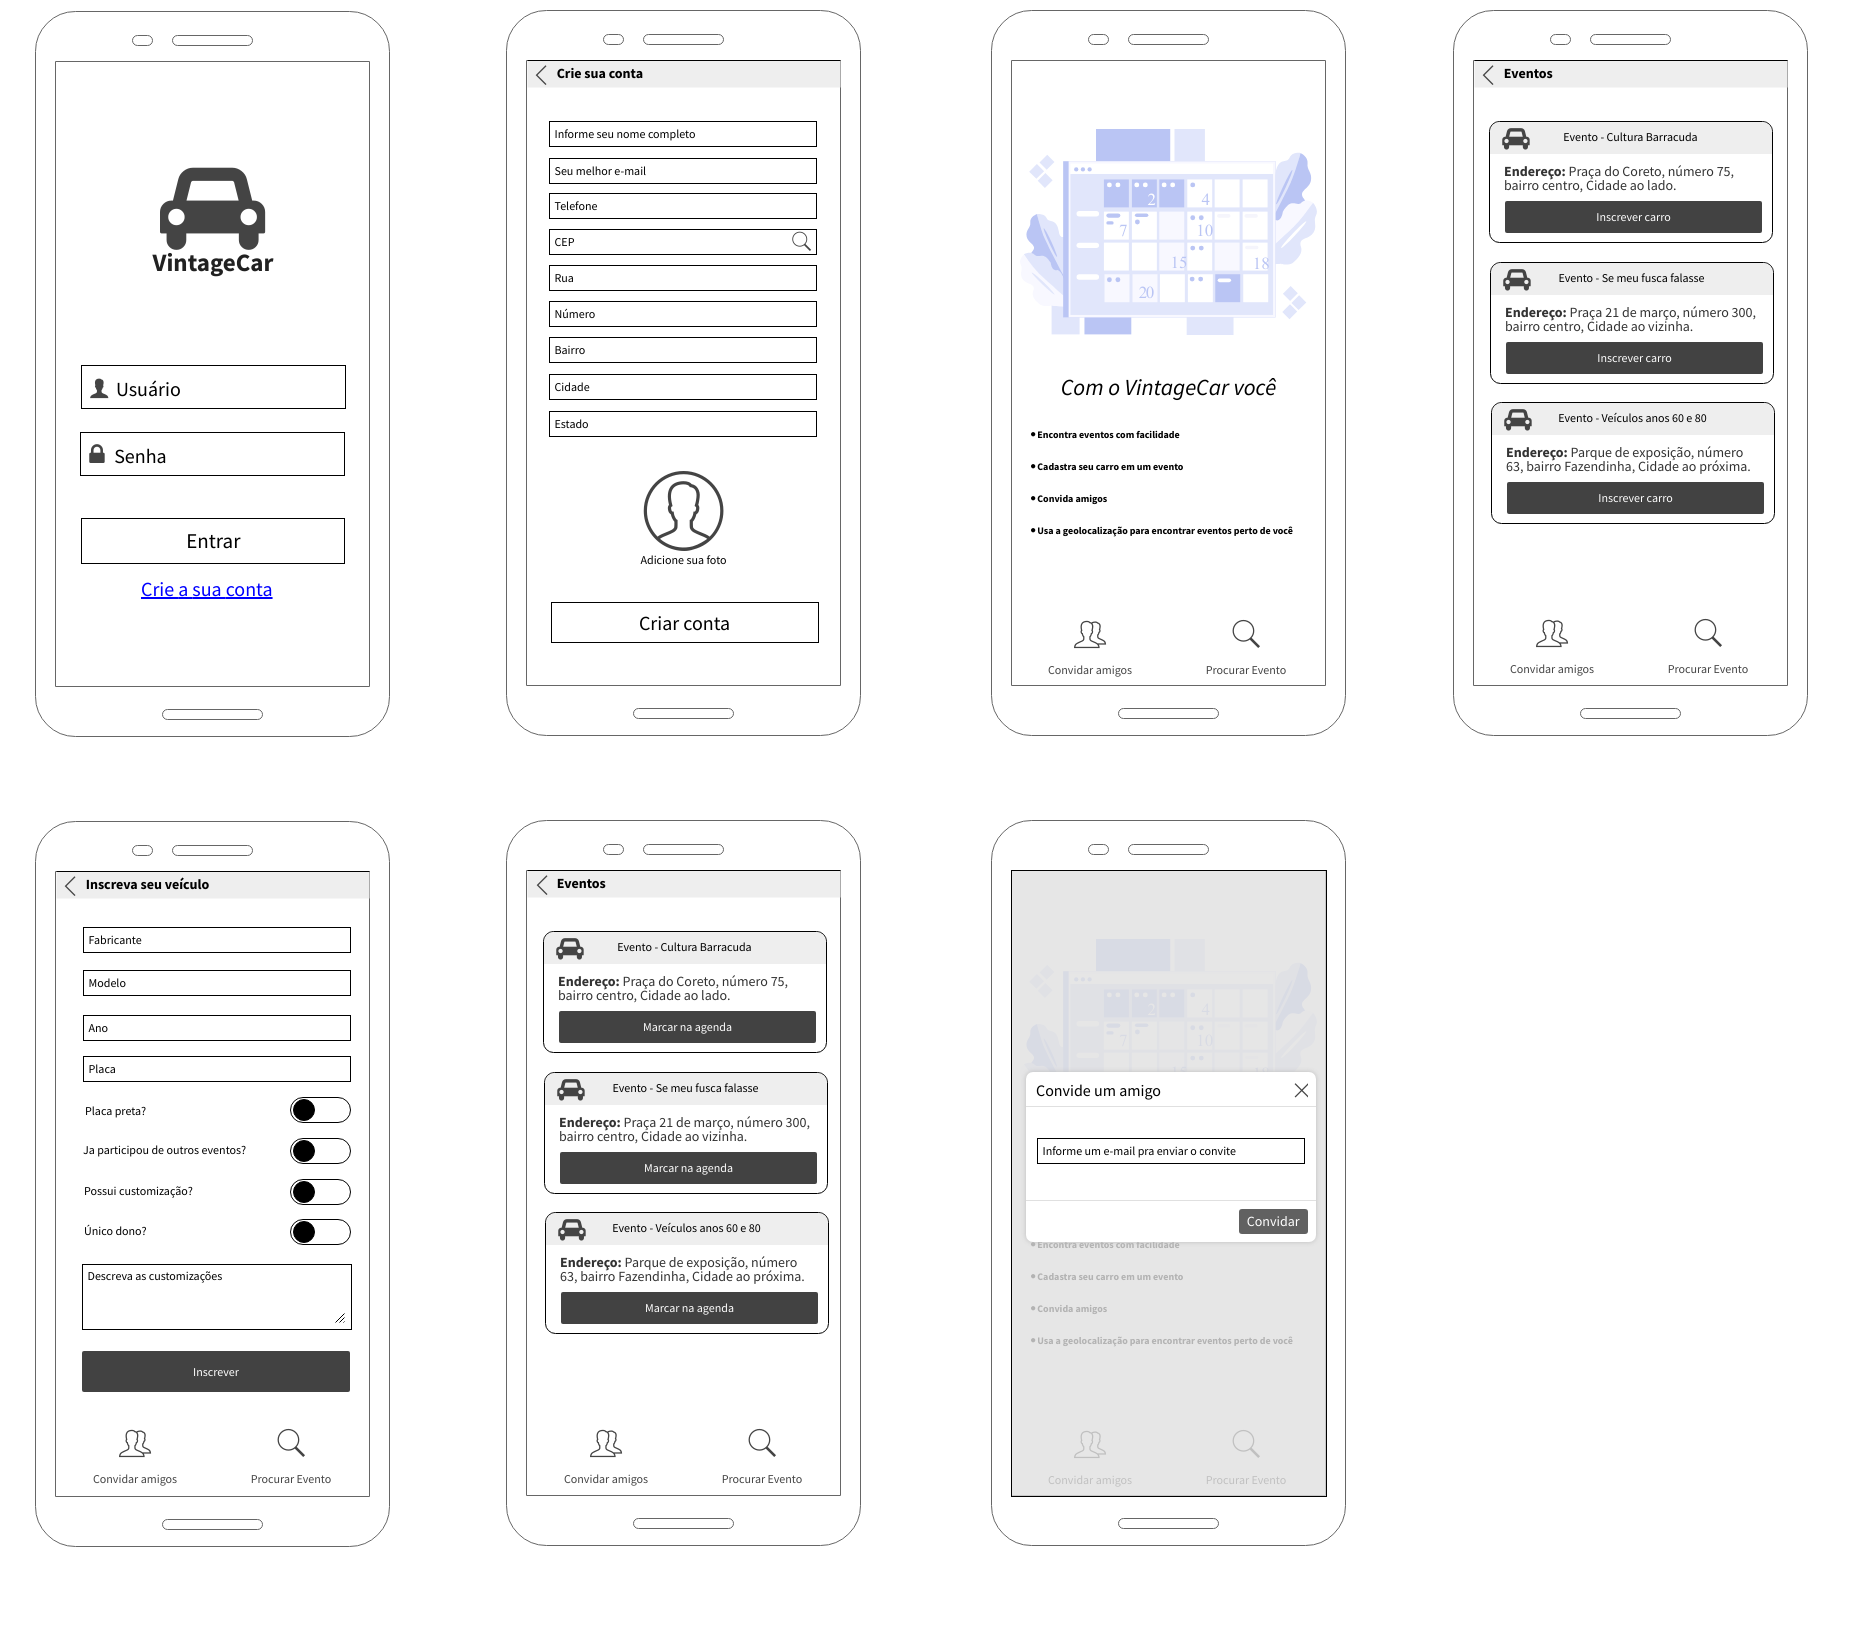 VintageCar
Usuário
Senha
Entrar
Crie a sua conta
Crie sua conta
Informe seu nome completo
Seu melhor e-mail
Telefone
CEP
Rua
Número
Bairro
Cidade
Estado
Adicione sua foto
Criar conta
2
4
7
10
15
18
20
Com o VintageCar você
• Encontra eventos com facilidade
• Cadastra seu carro em um evento
• Convida amigos
• Usa a geolocalização para encontrar eventos perto de você
Convidar amigos
Procurar Evento
Eventos
Evento - Cultura Barracuda
Endereço: Praça do Coreto, número 75,
bairro centro, Cidade ao lado.
Inscrever carro
Evento - Se meu fusca falasse
Endereço: Praça 21 de março, número 300,
bairro centro, Cidade ao vizinha.
Inscrever carro
Evento - Veículos anos 60 e 80
Endereço: Parque de exposição, número
63, bairro Fazendinha, Cidade ao próxima.
Inscrever carro
Convidar amigos
Procurar Evento
Inscreva seu veículo
Fabricante
Modelo
Ano
Placa
Placa preta?
Ja participou de outros eventos?
Possui customização?
Único dono?
Descreva as customizações
Inscrever
Convidar amigos
Procurar Evento
Eventos
Evento - Cultura Barracuda
Endereço: Praça do Coreto, número 75,
bairro centro, Cidade ao lado.
Marcar na agenda
Evento - Se meu fusca falasse
Endereço: Praça 21 de março, número 300,
bairro centro, Cidade ao vizinha.
Marcar na agenda
Evento - Veículos anos 60 e 80
Endereço: Parque de exposição, número
63, bairro Fazendinha, Cidade ao próxima.
Marcar na agenda
Convidar amigos
Procurar Evento
2
4
7
10
Convide um amigo
Informe um e-mail pra enviar o convite
Convidar
• Encontra eventos com facilidade
• Cadastra seu carro em um evento
• Convida amigos
• Usa a geolocalização para encontrar eventos perto de você
Convidar amigos
Procurar Evento